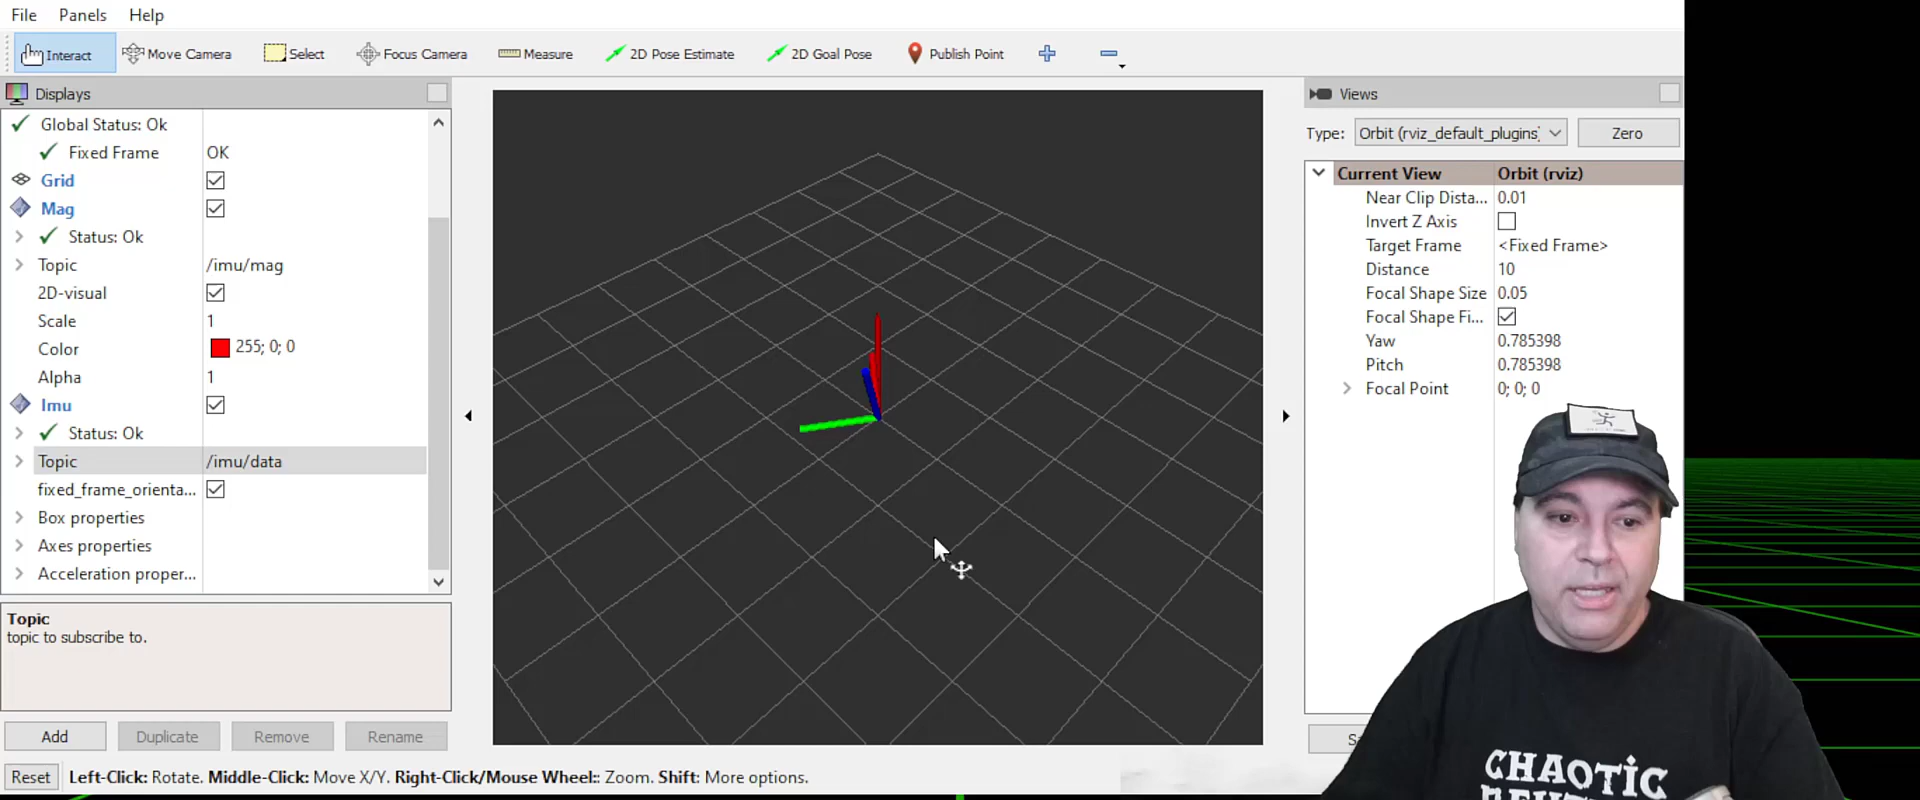 File Panels Help
Interact Move Camera Select Focus Camera Measure 2D Pose Estimate 2D Goal Pose Publish Point
Displays
Global Status: Ok
Fixed Frame OK
Grid
Mag
Status: Ok
Topic /imu/mag
2D-visual
Scale 1
Color 255; 0; 0
Alpha 1
Imu
Status: Ok
Topic /imu/data
fixed_frame_orienta...
Box properties
Axes properties
Acceleration proper...
Topic
topic to subscribe to.
Add Duplicate Remove Rename
Reset Left-Click: Rotate. Middle-Click: Move X/Y. Right-Click/Mouse Wheel:: Zoom. Shift: More options.
Views
Type: Orbit (rviz_default_plugins) Zero
Current View Orbit (rviz)
Near Clip Dista... 0.01
Invert Z Axis
Target Frame <Fixed Frame>
Distance 10
Focal Shape Size 0.05
Focal Shape Fi...
Yaw 0.785398
Pitch 0.785398
Focal Point 0; 0; 0
CHAOTIC